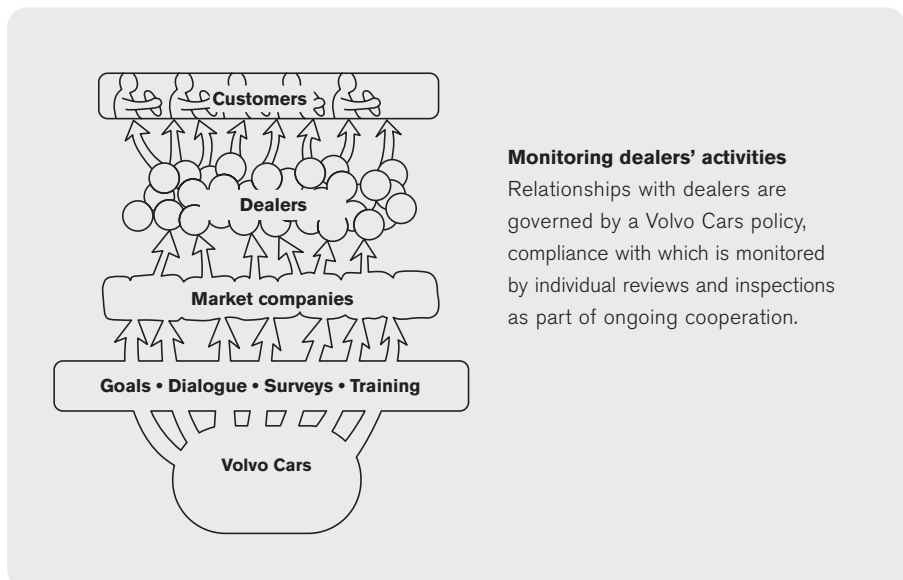 Customers
Dealers
Market companies
Goals • Dialogue • Surveys • Training
Volvo Cars
Monitoring dealers’ activities
Relationships with dealers are
governed by a Volvo Cars policy,
compliance with which is monitored
by individual reviews and inspections
as part of ongoing cooperation.